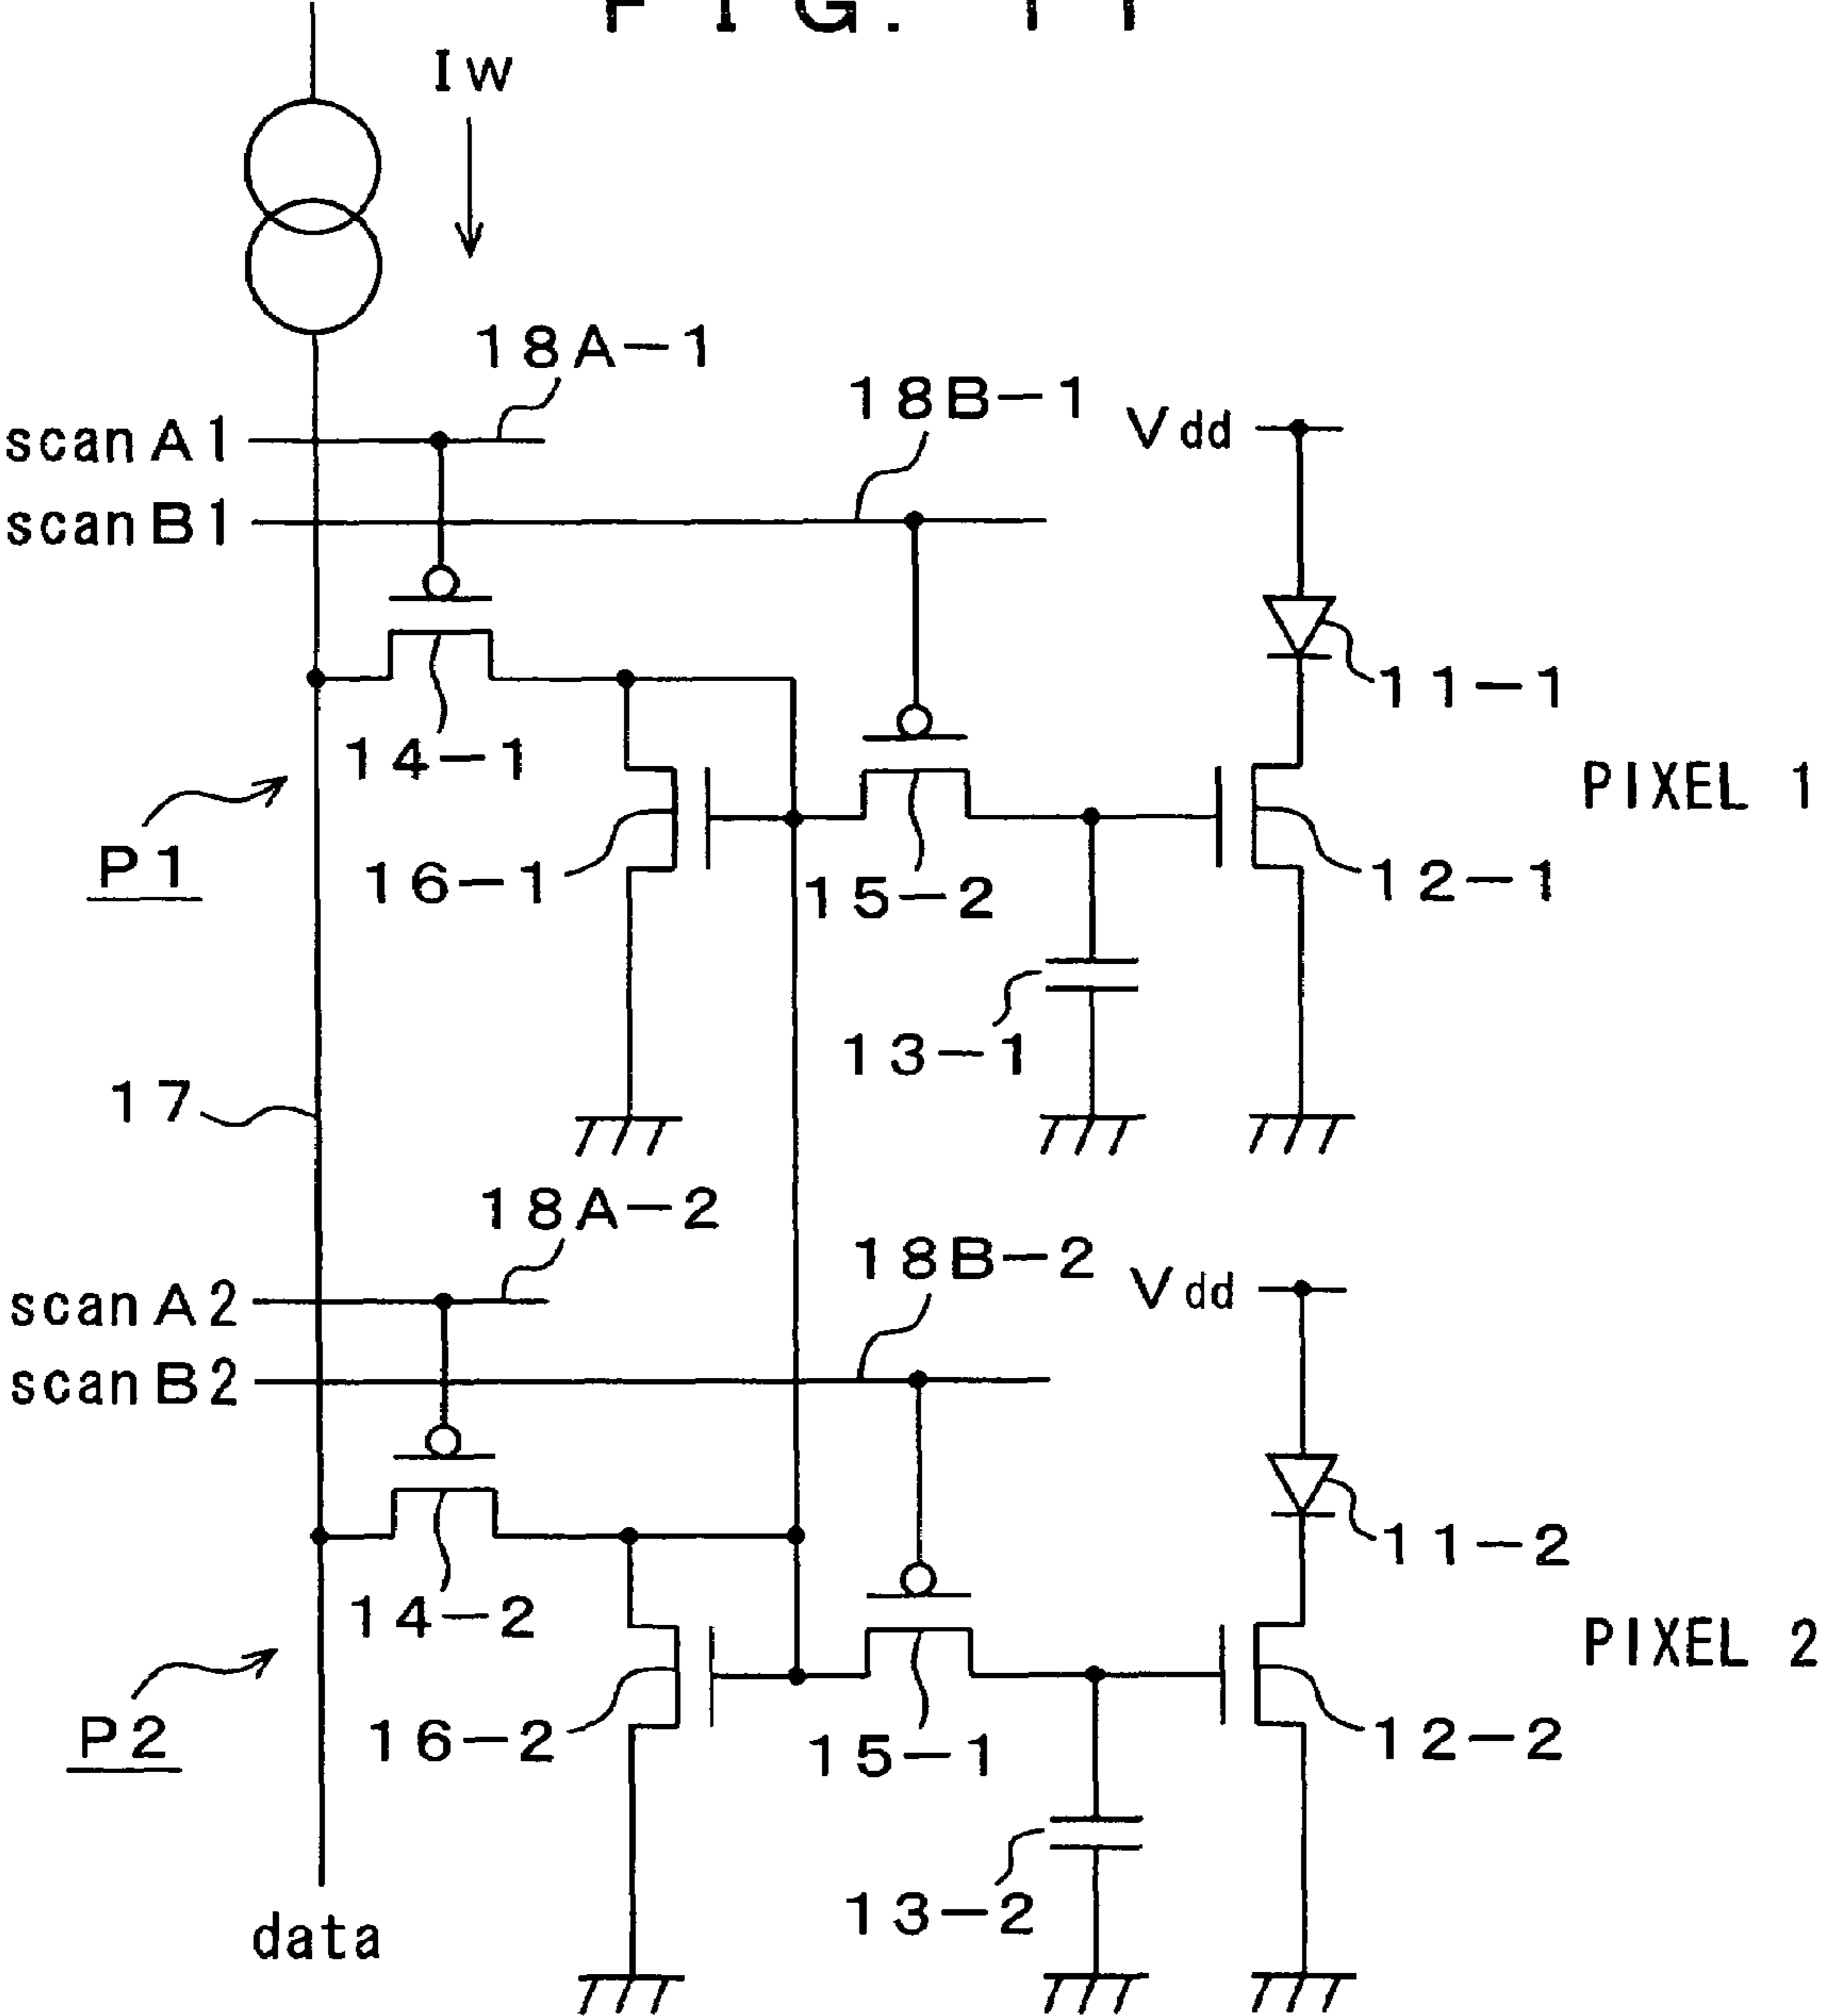 FIG. 11
Iw
18A-1
18B-1
Vdd
scan A1
scan B1
11-1
14-1
PIXEL 1
P1
16-1
15-2
12-1
13-1
17
18A-2
18B-2
Vdd
scan A2
scan B2
11-2
14-2
PIXEL 2
P2
16-2
15-1
12-2
13-2
data